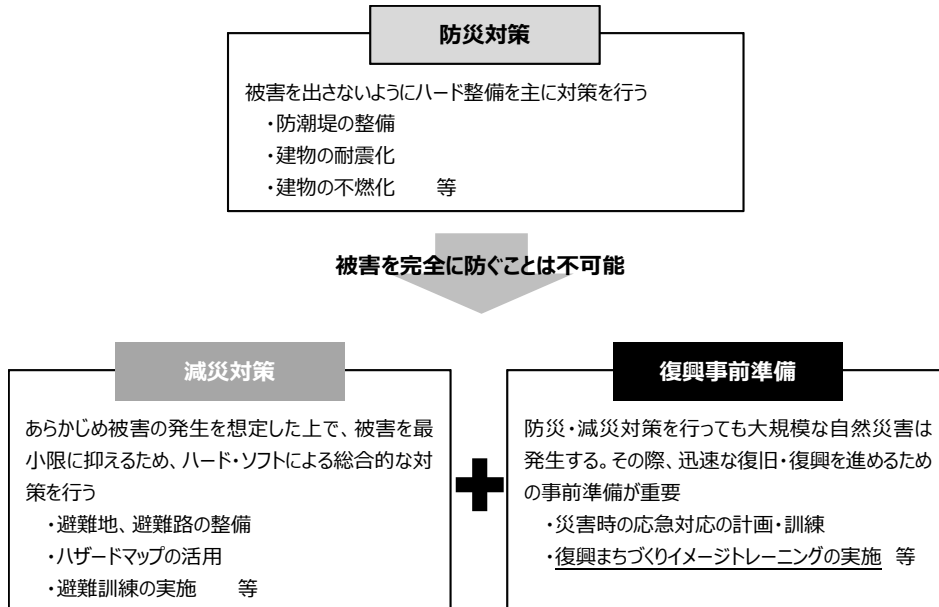 防災対策
被害を出さないようにハード整備を主に対策を行う
・防潮堤の整備
・建物の耐震化
・建物の不燃化　　等
被害を完全に防ぐことは不可能
減災対策
あらかじめ被害の発生を想定した上で、被害を最
小限に抑えるため、ハード・ソフトによる総合的な対
策を行う
・避難地、避難路の整備
・ハザードマップの活用
・避難訓練の実施　　等
復興事前準備
防災・減災対策を行っても大規模な自然災害は
発生する。その際、迅速な復旧・復興を進めるため
の事前準備が重要
・災害時の応急対応の計画・訓練
・復興まちづくりイメージトレーニングの実施　等